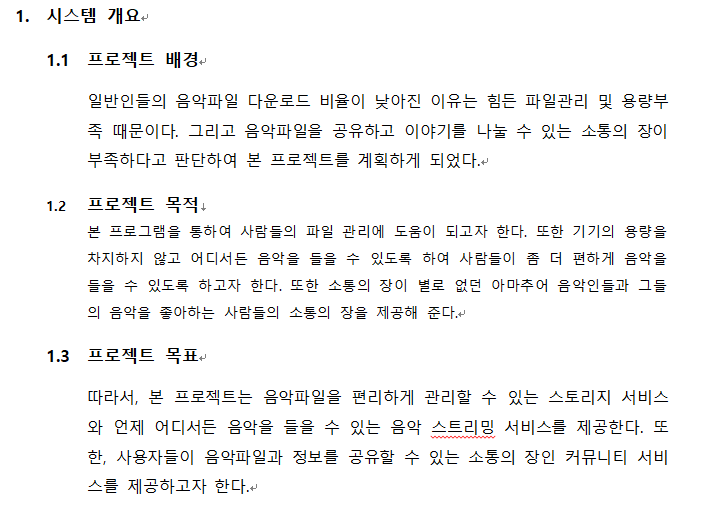 1. 시스템 개요
1.1 프로젝트 배경
일반인들의 음악파일 다운로드 비율이 낮아진 이유는 힘든 파일관리 및 용량부
족 때문이다. 그리고 음악파일을 공유하고 이야기를 나눌 수 있는 소통의 장이
부족하다고 판단하여 본 프로젝트를 계획하게 되었다.
1.2 프로젝트 목적
본 프로그램을 통하여 사람들의 파일 관리에 도움이 되고자 한다. 또한 기기의 용량을
차지하지 않고 어디서든 음악을 들을 수 있도록 하여 사람들이 좀 더 편하게 음악을
들을 수 있도록 하고자 한다. 또한 소통의 장이 별로 없던 아마추어 음악인들과 그들
의 음악을 좋아하는 사람들의 소통의 장을 제공해 준다.
1.3 프로젝트 목표
따라서, 본 프로젝트는 음악파일을 편리하게 관리할 수 있는 스토리지 서비스
와 언제 어디서든 음악을 들을 수 있는 음악 스트리밍 서비스를 제공한다. 또
한, 사용자들이 음악파일과 정보를 공유할 수 있는 소통의 장인 커뮤니티 서비
스를 제공하고자 한다.